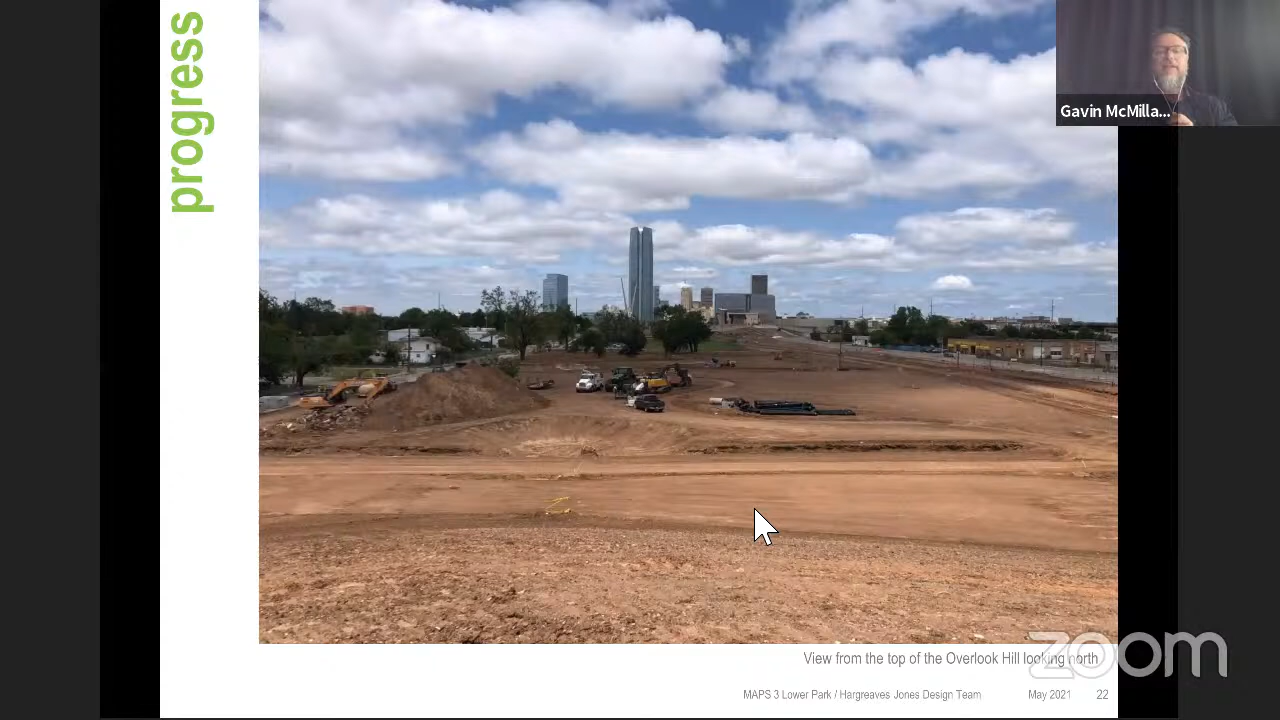 progress
Gavin McMilla...
View from the top of the Overlook Hill looking north
MAPS 3 Lower Park / Hargreaves Jones Design Team May 2021 22
zoom